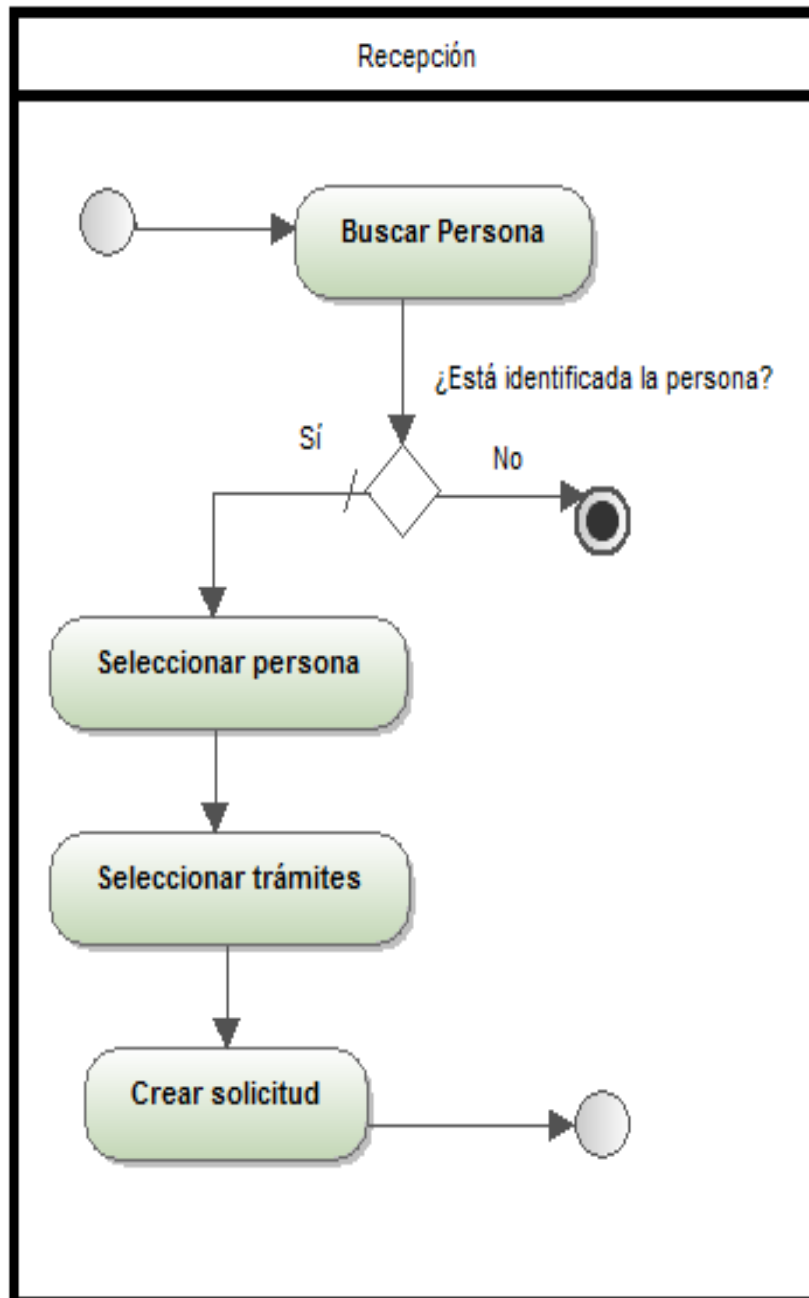 Recepción
Buscar Persona
¿Está identificada la persona?
Sí
No
Seleccionar persona
Seleccionar trámites
Crear solicitud